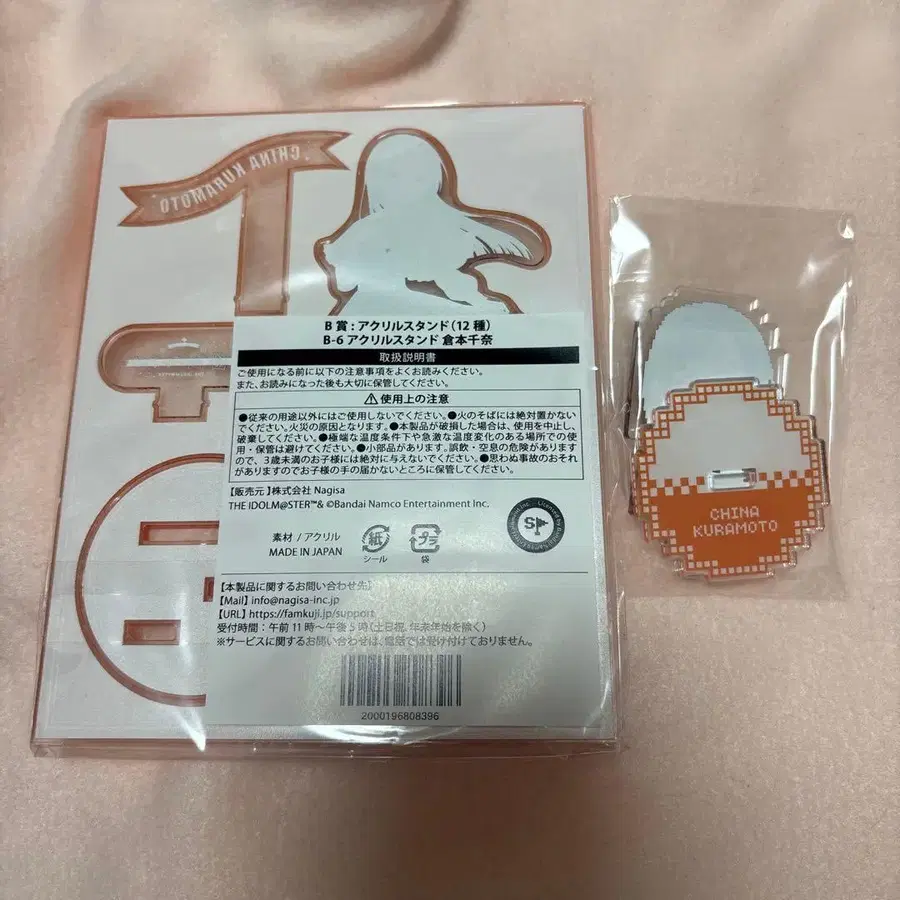 CHINA KURAMOTO
B 賞 : アクリルスタンド（12 種）
B-6 アクリルスタンド 倉本千奈
取扱説明書
ご使用になる前に以下の注意事項をよくお読みください。
また、お読みになった後も大切に保管してください。
⚠使用上の注意
●従来の用途以外にはご使用しないでください。●火のそばには絶対置かない
でください。火災の原因となります。●本製品が破損した場合は、使用を中止し、
破棄してください。●極端な温度条件下や急激な温度変化のある場所での使
用・保管は避けてください。●小部品があります。誤飲・窒息の危険があります
ので、3歳未満のお子様には絶対に与えないでください。●思わぬ事故のおそれ
がありますのでお子様の手の届かないところに保管してください。
【販売元】株式会社 Nagisa
THE IDOLM@STER™& ©Bandai Namco Entertainment Inc.
素材 / アクリル
MADE IN JAPAN
紙
シール
プラ
袋
【本製品に関するお問い合わせ先】
【Mail】info@nagisa-inc.jp
【URL】https://famkuji.jp/support
受付時間：午前 11 時〜午後 5 時（土日祝、年末年始を除く）
※サービスに関するお問い合わせは、電話では受け付けておりません。
2000196808396
CHINA
KURAMOTO